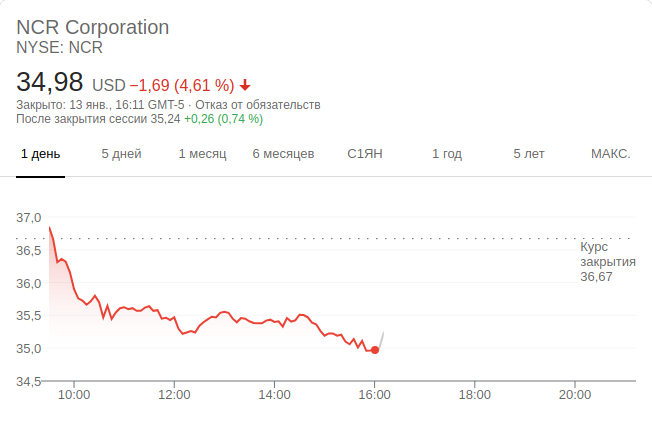 NCR Corporation
NYSE: NCR
34,98 USD −1,69 (4,61 %)
Закрыто: 13 янв., 16:11 GMT-5 · Отказ от обязательств
После закрытия сессии 35,24 +0,26 (0,74 %)
1 день 5 дней 1 месяц 6 месяцев С1ЯН 1 год 5 лет МАКС.
37,0
36,5
36,0
35,5
35,0
34,5
Курс
закрытия
36,67
10:00 12:00 14:00 16:00 18:00 20:00